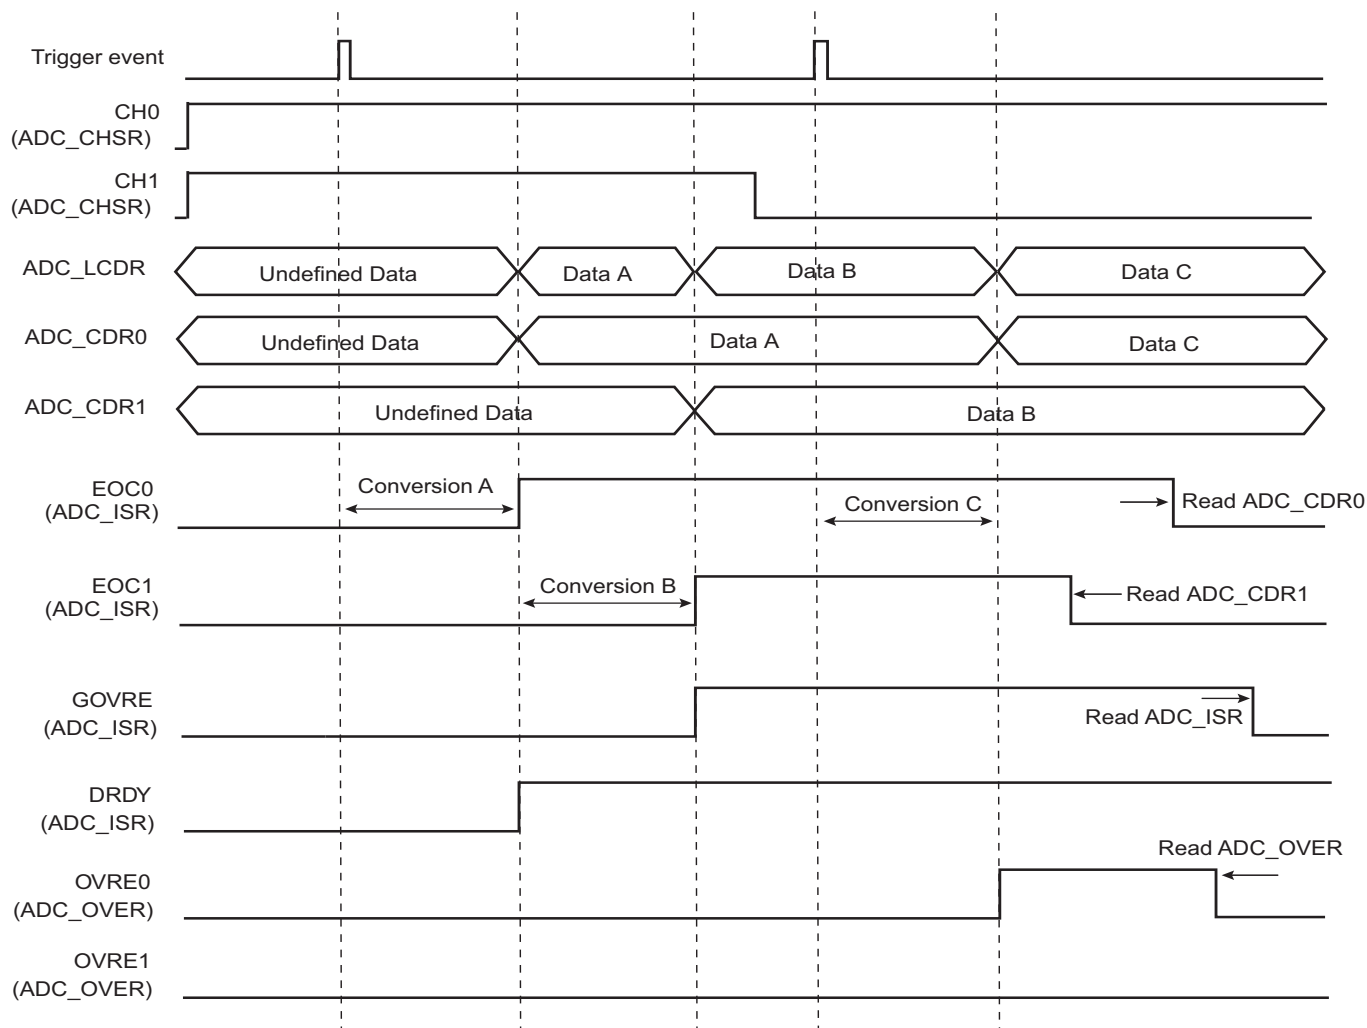 Trigger event
CH0
(ADC_CHSR)
CH1
(ADC_CHSR)
ADC_LCDR
Undefined Data
Data A
Data B
Data C
ADC_CDR0
Undefined Data
Data A
Data C
ADC_CDR1
Undefined Data
Data B
EOC0
(ADC_ISR)
Conversion A
Conversion C
Read ADC_CDR0
EOC1
(ADC_ISR)
Conversion B
Read ADC_CDR1
GOVRE
(ADC_ISR)
Read ADC_ISR
DRDY
(ADC_ISR)
Read ADC_OVER
OVRE0
(ADC_OVER)
OVRE1
(ADC_OVER)